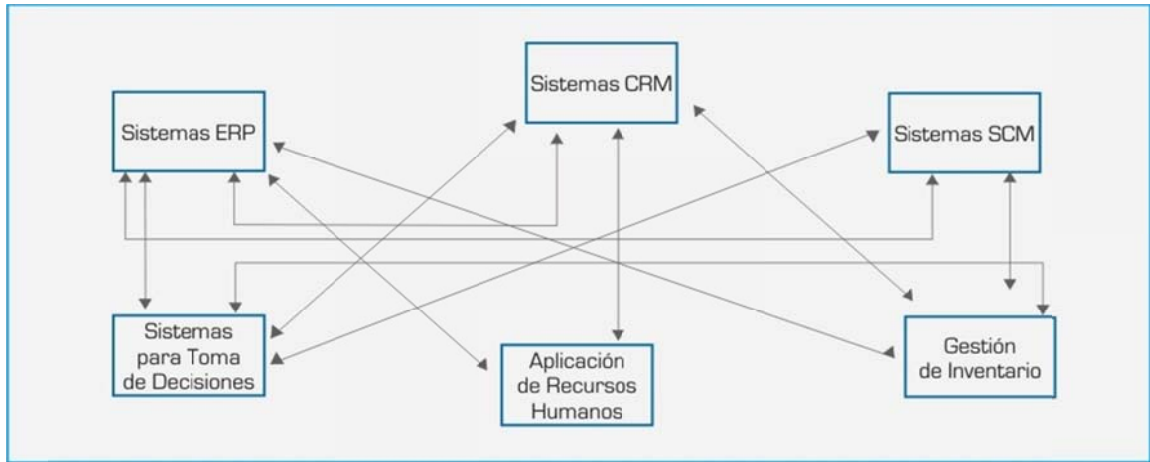 Sistemas CRM
Sistemas ERP
Sistemas SCM
Sistemas
para Toma
de Decisiones
Aplicación
de Recursos
Humanos
Gestión
de Inventario